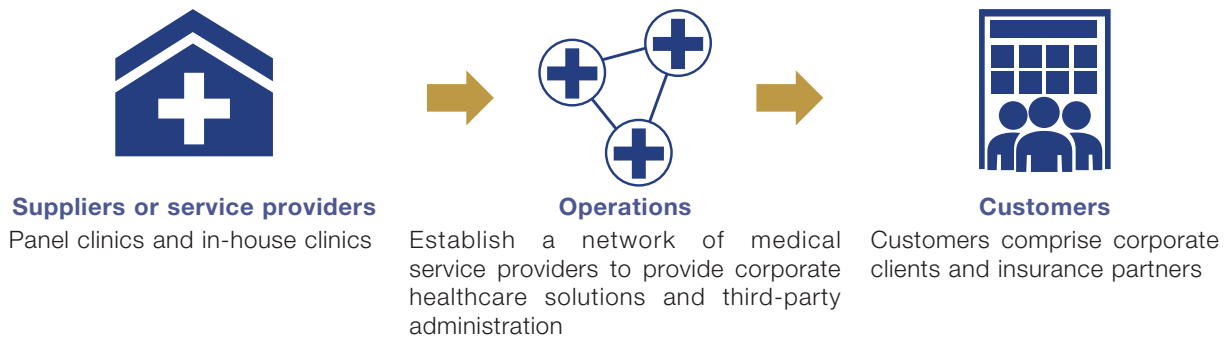 Suppliers or service providers
Panel clinics and in-house clinics
Operations
Establish a network of medical
service providers to provide corporate
healthcare solutions and third-party
administration
Customers
Customers comprise corporate
clients and insurance partners